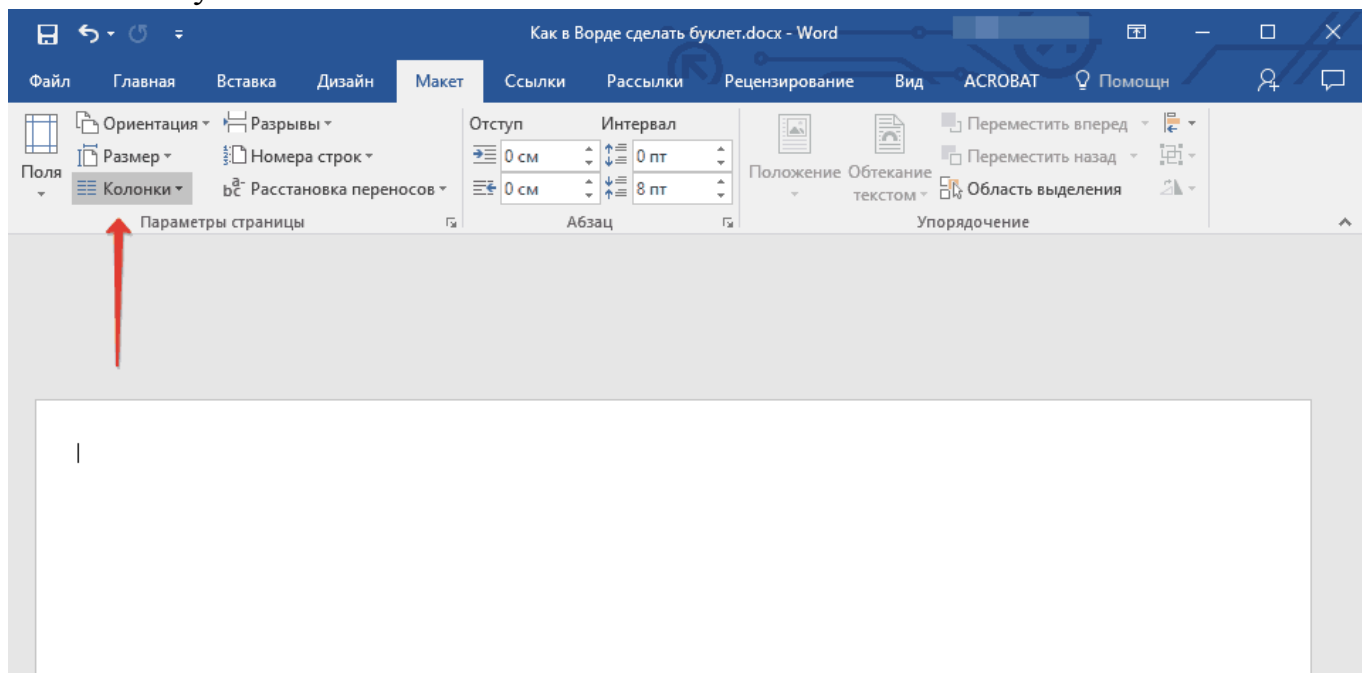 Как в Ворде сделать буклет.docx - Word
Файл Главная Вставка Дизайн Макет Ссылки Рассылки Рецензирование Вид ACROBAT Помощн
Поля
Ориентация
Размер
Колонки
Разрывы
Номера строк
bc Расстановка переносов
Параметры страницы
Отступ Интервал
0 см 0 пт
0 см 8 пт
Абзац
Положение
Обтекание
текстом
Переместить вперед
Переместить назад
Область выделения
Упорядочение